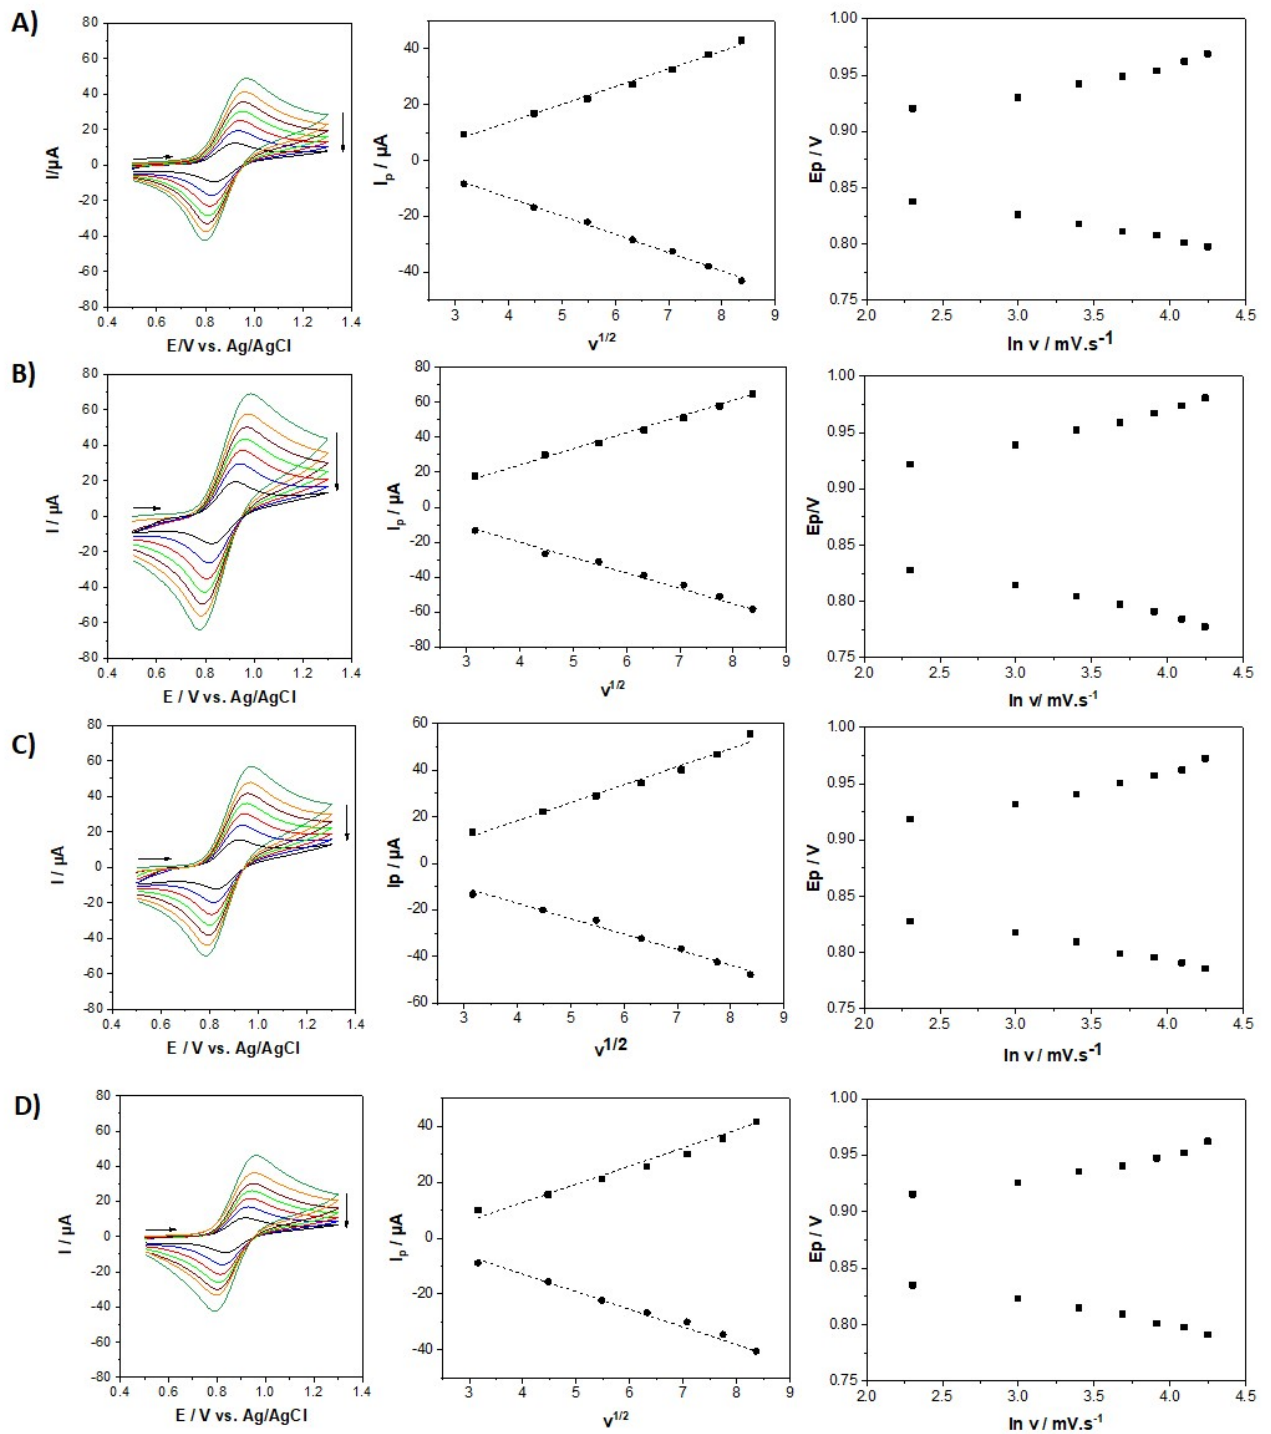 A)
80
60
40
20
0
-20
-40
-60
-80
I/µA
0.4 0.6 0.8 1.0 1.2 1.4
E/V vs. Ag/AgCl
40
20
0
-20
-40
Ip / µA
3 4 5 6 7 8 9
v1/2
1.00
0.95
0.90
0.85
0.80
0.75
Ep / V
2.0 2.5 3.0 3.5 4.0 4.5
ln v / mV.s-1
B)
80
60
40
20
0
-20
-40
-60
-80
I / µA
0.4 0.6 0.8 1.0 1.2 1.4
E / V vs. Ag/AgCl
80
60
40
20
0
-20
-40
-60
-80
Ip / µA
3 4 5 6 7 8 9
v1/2
1.00
0.95
0.90
0.85
0.80
0.75
Ep/V
2.0 2.5 3.0 3.5 4.0 4.5
ln v/ mV.s-1
C)
80
60
40
20
0
-20
-40
-60
-80
I / µA
0.4 0.6 0.8 1.0 1.2 1.4
E / V vs. Ag/AgCl
60
40
20
0
-20
-40
-60
Ip / µA
3 4 5 6 7 8 9
v1/2
1.00
0.95
0.90
0.85
0.80
0.75
Ep / V
2.0 2.5 3.0 3.5 4.0 4.5
ln v / mV.s-1
D)
80
60
40
20
0
-20
-40
-60
-80
I / µA
0.4 0.6 0.8 1.0 1.2 1.4
E / V vs. Ag/AgCl
40
20
0
-20
-40
Ip / µA
3 4 5 6 7 8 9
v1/2
1.00
0.95
0.90
0.85
0.80
0.75
Ep / V
2.0 2.5 3.0 3.5 4.0 4.5
ln v / mV.s-1